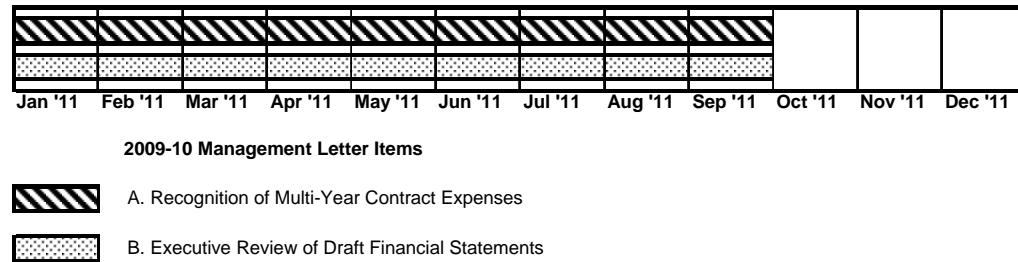 Jan '11 Feb '11 Mar '11 Apr '11 May '11 Jun '11 Jul '11 Aug '11 Sep '11 Oct '11 Nov '11 Dec '11
2009-10 Management Letter Items
A. Recognition of Multi-Year Contract Expenses
B. Executive Review of Draft Financial Statements